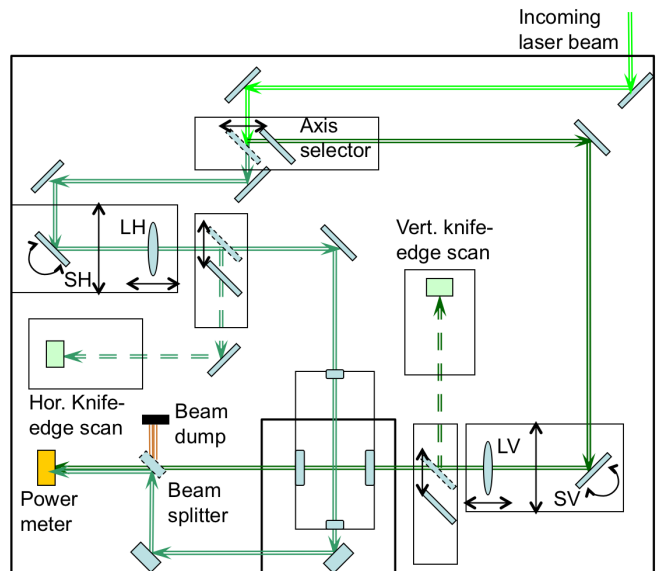 Incoming
laser beam
Axis
selector
LH
SH
Vert. knife-
edge scan
Hor. Knife-
edge scan
Beam
dump
LV
SV
Power
meter
Beam
splitter